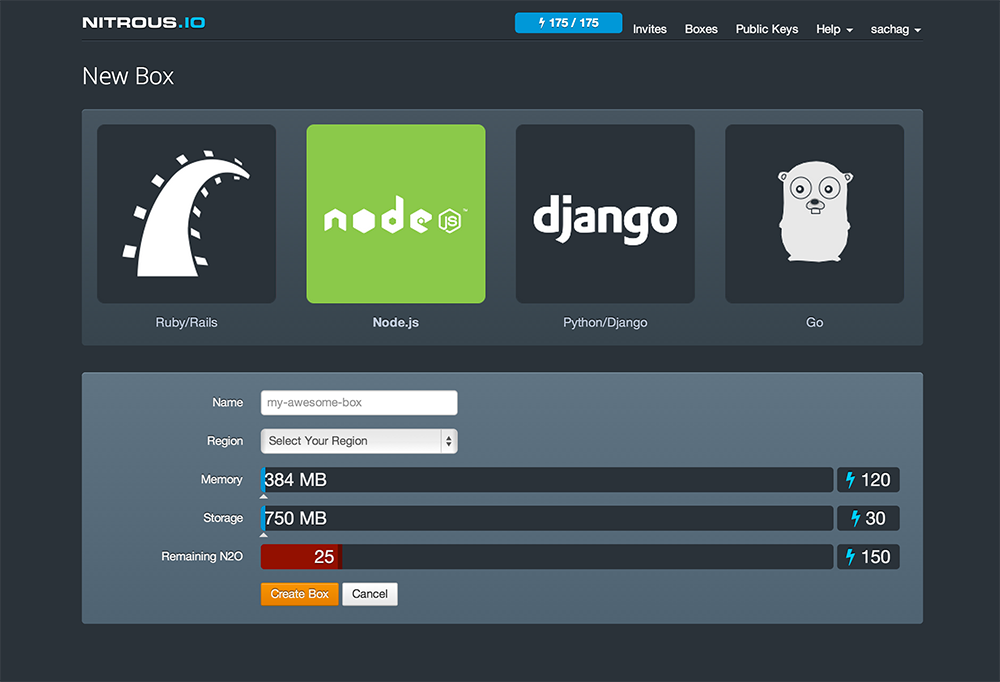 NITROUS.IO
175 / 175 Invites Boxes Public Keys Help sachag
New Box
node JS ™
django
Ruby/Rails Node.js Python/Django Go
Name my-awesome-box
Region Select Your Region
Memory 384 MB 120
Storage 750 MB 30
Remaining N2O 25 150
Create Box Cancel